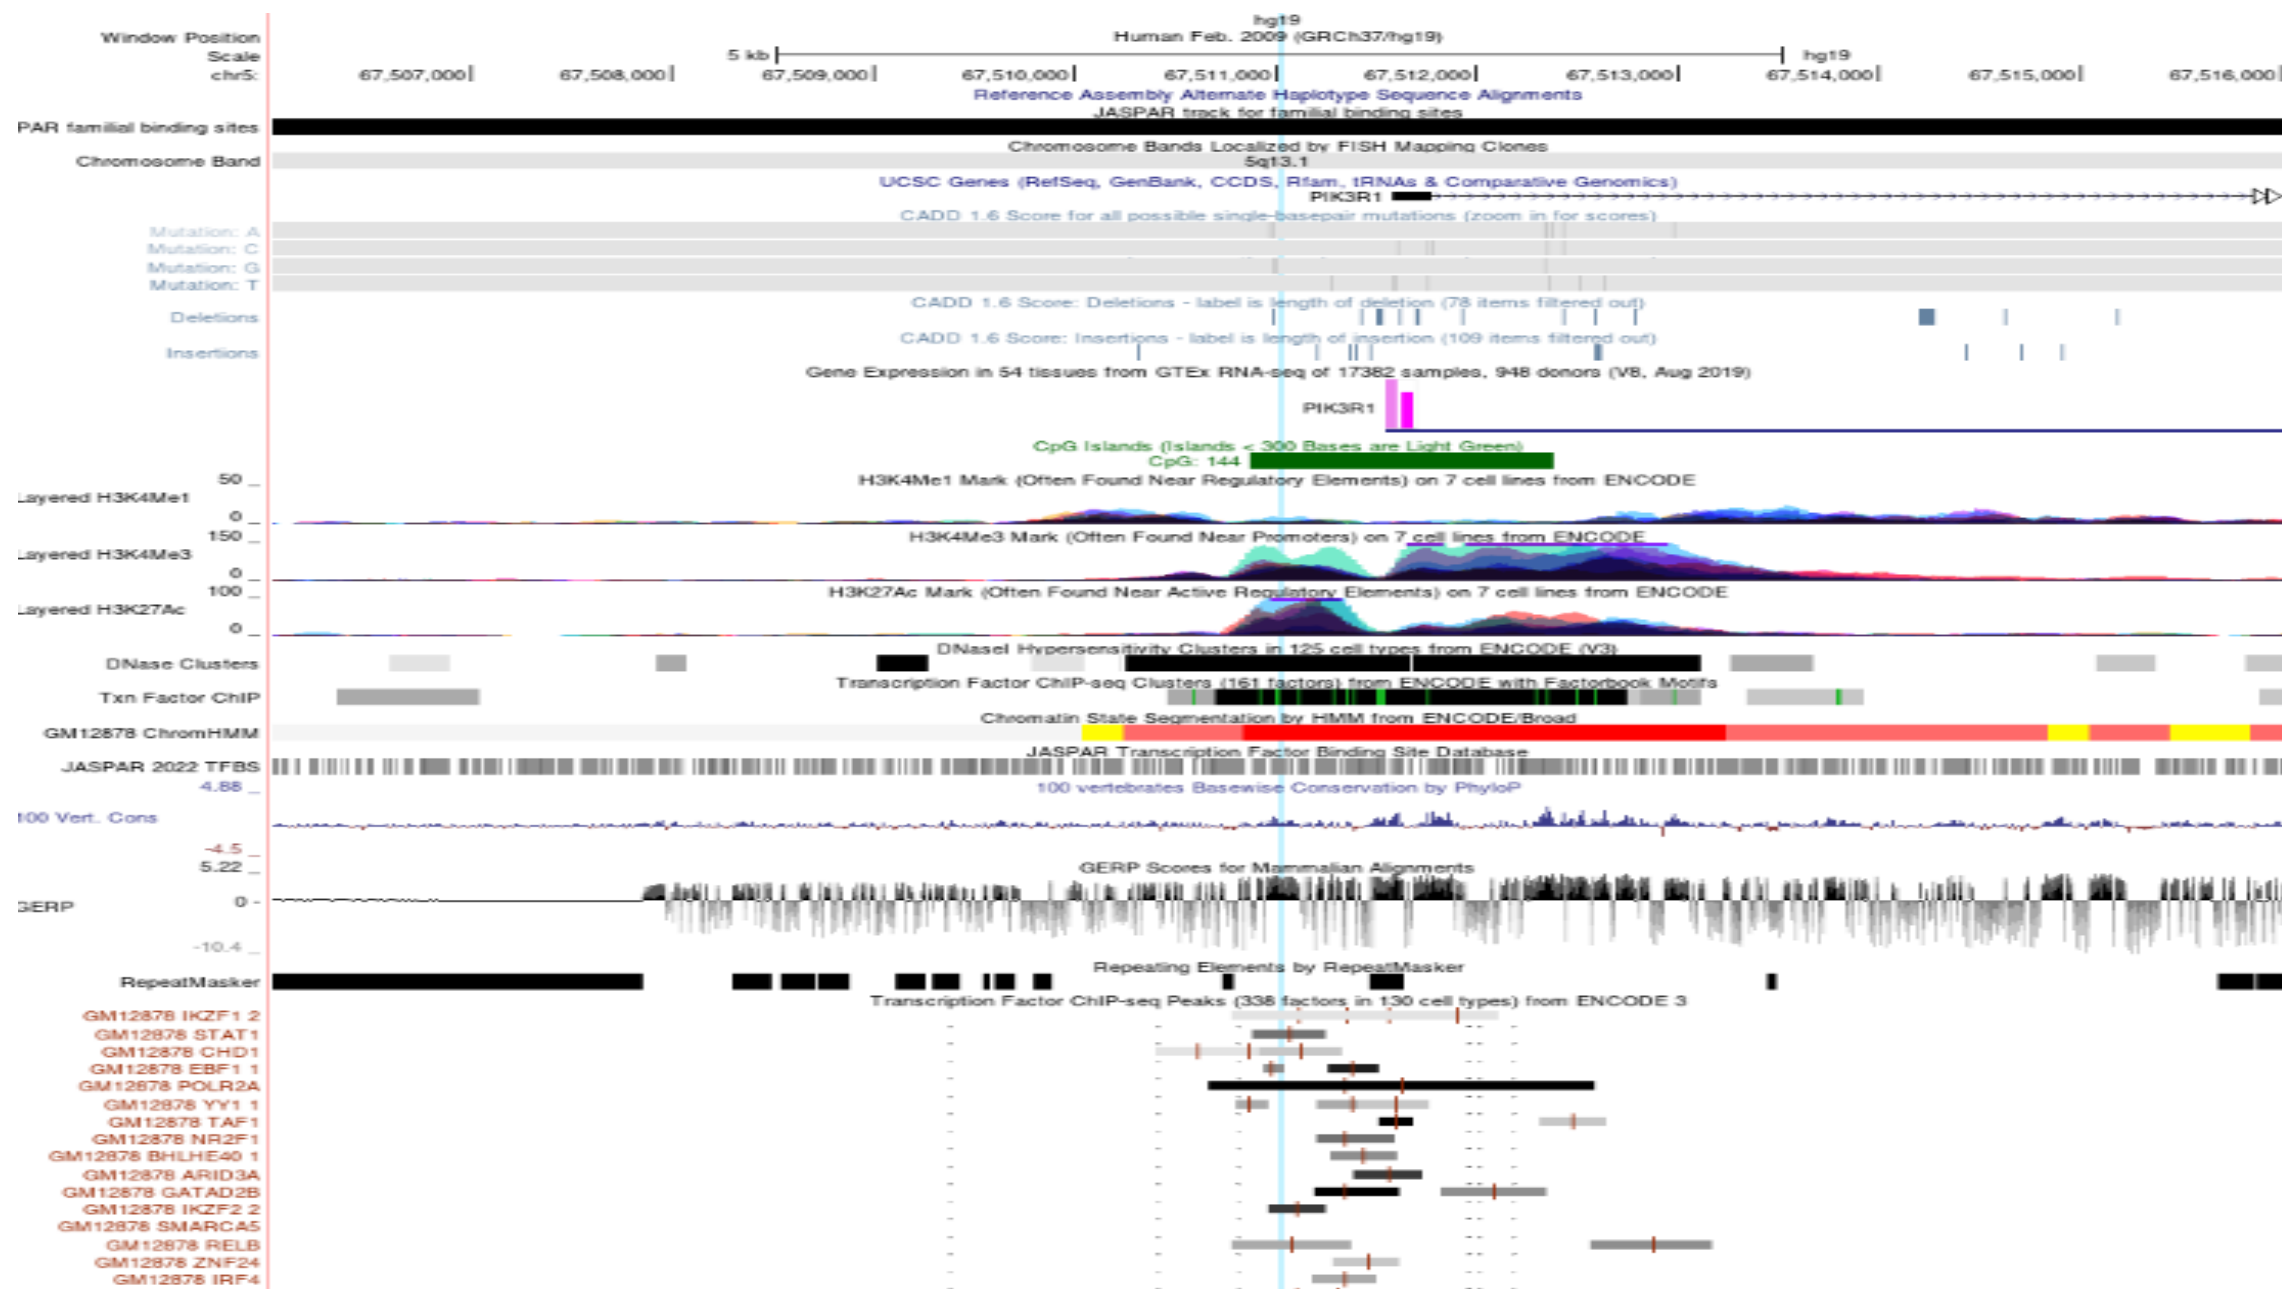 hg19
Window Position Human Feb. 2009 (GRCh37/hg19)
Scale 5 kb hg19
chr5: 67,507,000 67,508,000 67,509,000 67,510,000 67,511,000 67,512,000 67,513,000 67,514,000 67,515,000 67,516,000
Reference Assembly Alternate Haplotype Sequence Alignments
JASPAR track for familial binding sites
PAR familial binding sites
Chromosome Bands Localized by FISH Mapping Clones
Chromosome Band 5q13.1
UCSC Genes (RefSeq, GenBank, CCDS, Rfam, tRNAs & Comparative Genomics)
PIK3R1
CADD 1.6 Score for all possible single-basepair mutations (zoom in for scores)
Mutation: A
Mutation: C
Mutation: G
Mutation: T
CADD 1.6 Score: Deletions - label is length of deletion (78 items filtered out)
Deletions
CADD 1.6 Score: Insertions - label is length of insertion (109 items filtered out)
Insertions
Gene Expression in 54 tissues from GTEx RNA-seq of 17382 samples, 948 donors (V8, Aug 2019)
PIK3R1
CpG Islands (Islands < 300 Bases are Light Green)
CpG: 144
H3K4Me1 Mark (Often Found Near Regulatory Elements) on 7 cell lines from ENCODE
50 _
Layered H3K4Me1
0 _
H3K4Me3 Mark (Often Found Near Promoters) on 7 cell lines from ENCODE
150 _
Layered H3K4Me3
0 _
H3K27Ac Mark (Often Found Near Active Regulatory Elements) on 7 cell lines from ENCODE
100 _
Layered H3K27Ac
0 _
DNaseI Hypersensitivity Clusters in 125 cell types from ENCODE (V3)
DNase Clusters
Transcription Factor ChIP-seq Clusters (161 factors) from ENCODE with Factorbook Motifs
Txn Factor ChIP
Chromatin State Segmentation by HMM from ENCODE/Broad
GM12878 ChromHMM
JASPAR Transcription Factor Binding Site Database
JASPAR 2022 TFBS
100 vertebrates Basewise Conservation by PhyloP
4.88 _
100 Vert. Cons
-4.5 _
GERP Scores for Mammalian Alignments
5.22 _
0 -
GERP
-10.4 _
Repeating Elements by RepeatMasker
RepeatMasker
Transcription Factor ChIP-seq Peaks (338 factors in 130 cell types) from ENCODE 3
GM12878 IKZF1 2
GM12878 STAT1
GM12878 CHD1
GM12878 EBF1 1
GM12878 POLR2A
GM12878 YY1 1
GM12878 TAF1
GM12878 NR2F1
GM12878 BHLHE40 1
GM12878 ARID3A
GM12878 GATAD2B
GM12878 IKZF2 2
GM12878 SMARCA5
GM12878 RELB
GM12878 ZNF24
GM12878 IRF4